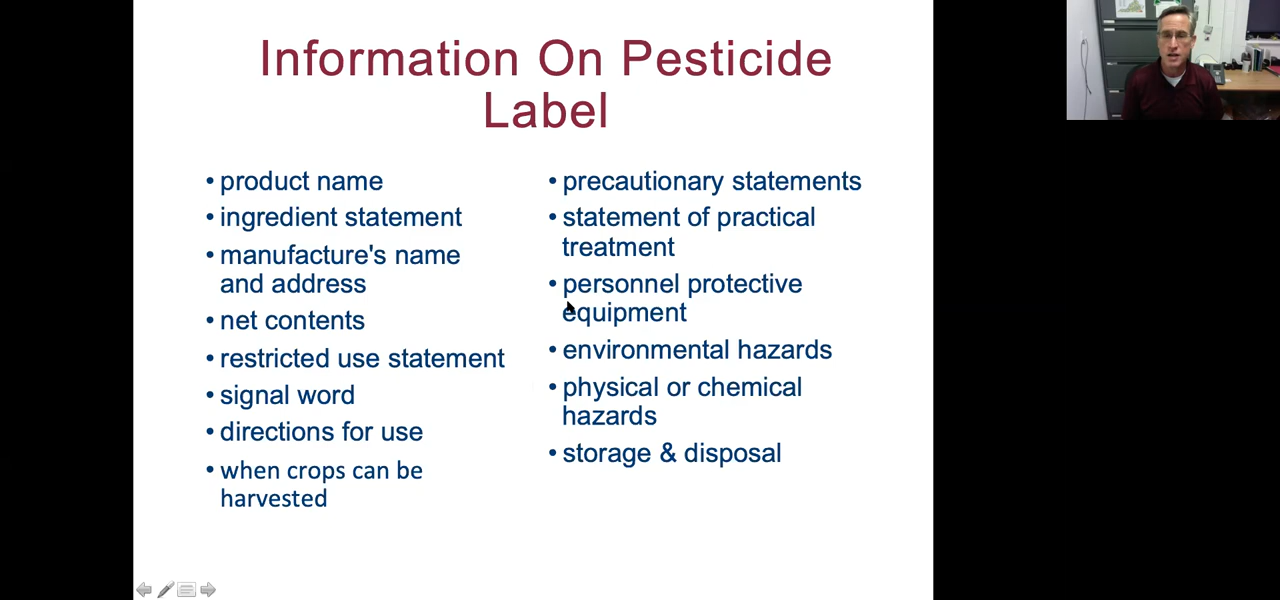 Information On Pesticide
Label
• product name
• ingredient statement
• manufacture's name
and address
• net contents
• restricted use statement
• signal word
• directions for use
• when crops can be
harvested
• precautionary statements
• statement of practical
treatment
• personnel protective
equipment
• environmental hazards
• physical or chemical
hazards
• storage & disposal